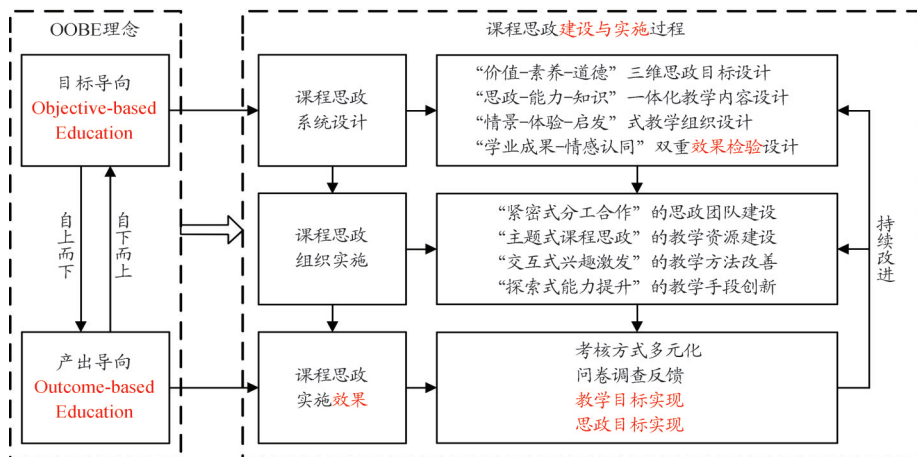 OOBE理念
目标导向
Objective-based
Education
自上而下
自下而上
产出导向
Outcome-based
Education
课程思政建设与实施过程
课程思政
系统设计
“价值-素养-道德”三维思政目标设计
“思政-能力-知识”一体化教学内容设计
“情景-体验-启发”式教学组织设计
“学业成果-情感认同”双重效果检验设计
课程思政
组织实施
“紧密式分工合作”的思政团队建设
“主题式课程思政”的教学资源建设
“交互式兴趣激发”的教学方法改善
“探索式能力提升”的教学手段创新
课程思政
实施效果
考核方式多元化
问卷调查反馈
教学目标实现
思政目标实现
持续改进